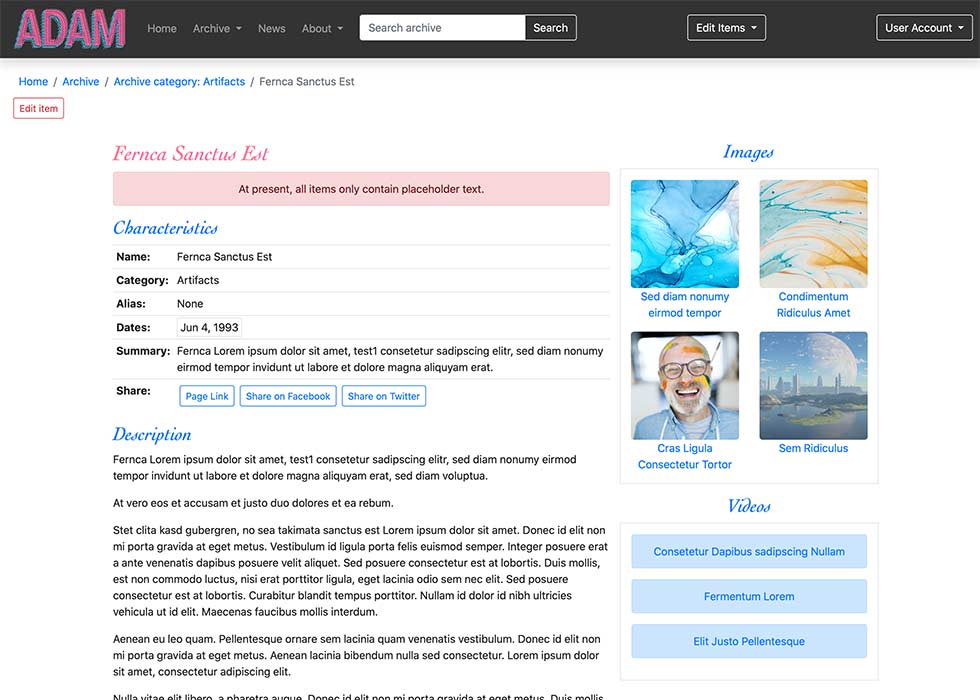 ADAM
Home Archive News About Search archive Search Edit Items User Account
Home / Archive / Archive category: Artifacts / Fernca Sanctus Est
Edit item
Fernca Sanctus Est
At present, all items only contain placeholder text.
Characteristics
Name: Fernca Sanctus Est
Category: Artifacts
Alias: None
Dates: Jun 4, 1993
Summary: Fernca Lorem ipsum dolor sit amet, test1 consetetur sadipscing elitr, sed diam nonumy
eirmod tempor invidunt ut labore et dolore magna aliquyam erat.
Share: Page Link Share on Facebook Share on Twitter
Description
Fernca Lorem ipsum dolor sit amet, test1 consetetur sadipscing elitr, sed diam nonumy eirmod
tempor invidunt ut labore et dolore magna aliquyam erat, sed diam voluptua.
At vero eos et accusam et justo duo dolores et ea rebum.
Stet clita kasd gubergren, no sea takimata sanctus est Lorem ipsum dolor sit amet. Donec id elit non
mi porta gravida at eget metus. Vestibulum id ligula porta felis euismod semper. Integer posuere erat
a ante venenatis dapibus posuere velit aliquet. Sed posuere consectetur est at lobortis. Duis mollis,
est non commodo luctus, nisi erat porttitor ligula, eget lacinia odio sem nec elit. Sed posuere
consectetur est at lobortis. Curabitur blandit tempus porttitor. Nullam id dolor id nibh ultricies
vehicula ut id elit. Maecenas faucibus mollis interdum.
Aenean eu leo quam. Pellentesque ornare sem lacinia quam venenatis vestibulum. Donec id elit non
mi porta gravida at eget metus. Aenean lacinia bibendum nulla sed consectetur. Lorem ipsum dolor
sit amet, consectetur adipiscing elit.
Nulla vitae elit libero, a pharetra augue. Donec id elit non mi porta gravida at eget metus. Duis mollis,
Images
Sed diam nonumy
eirmod tempor
Condimentum
Ridiculus Amet
Cras Ligula
Consectetur Tortor
Sem Ridiculus
Videos
Consetetur Dapibus sadipscing Nullam
Fermentum Lorem
Elit Justo Pellentesque